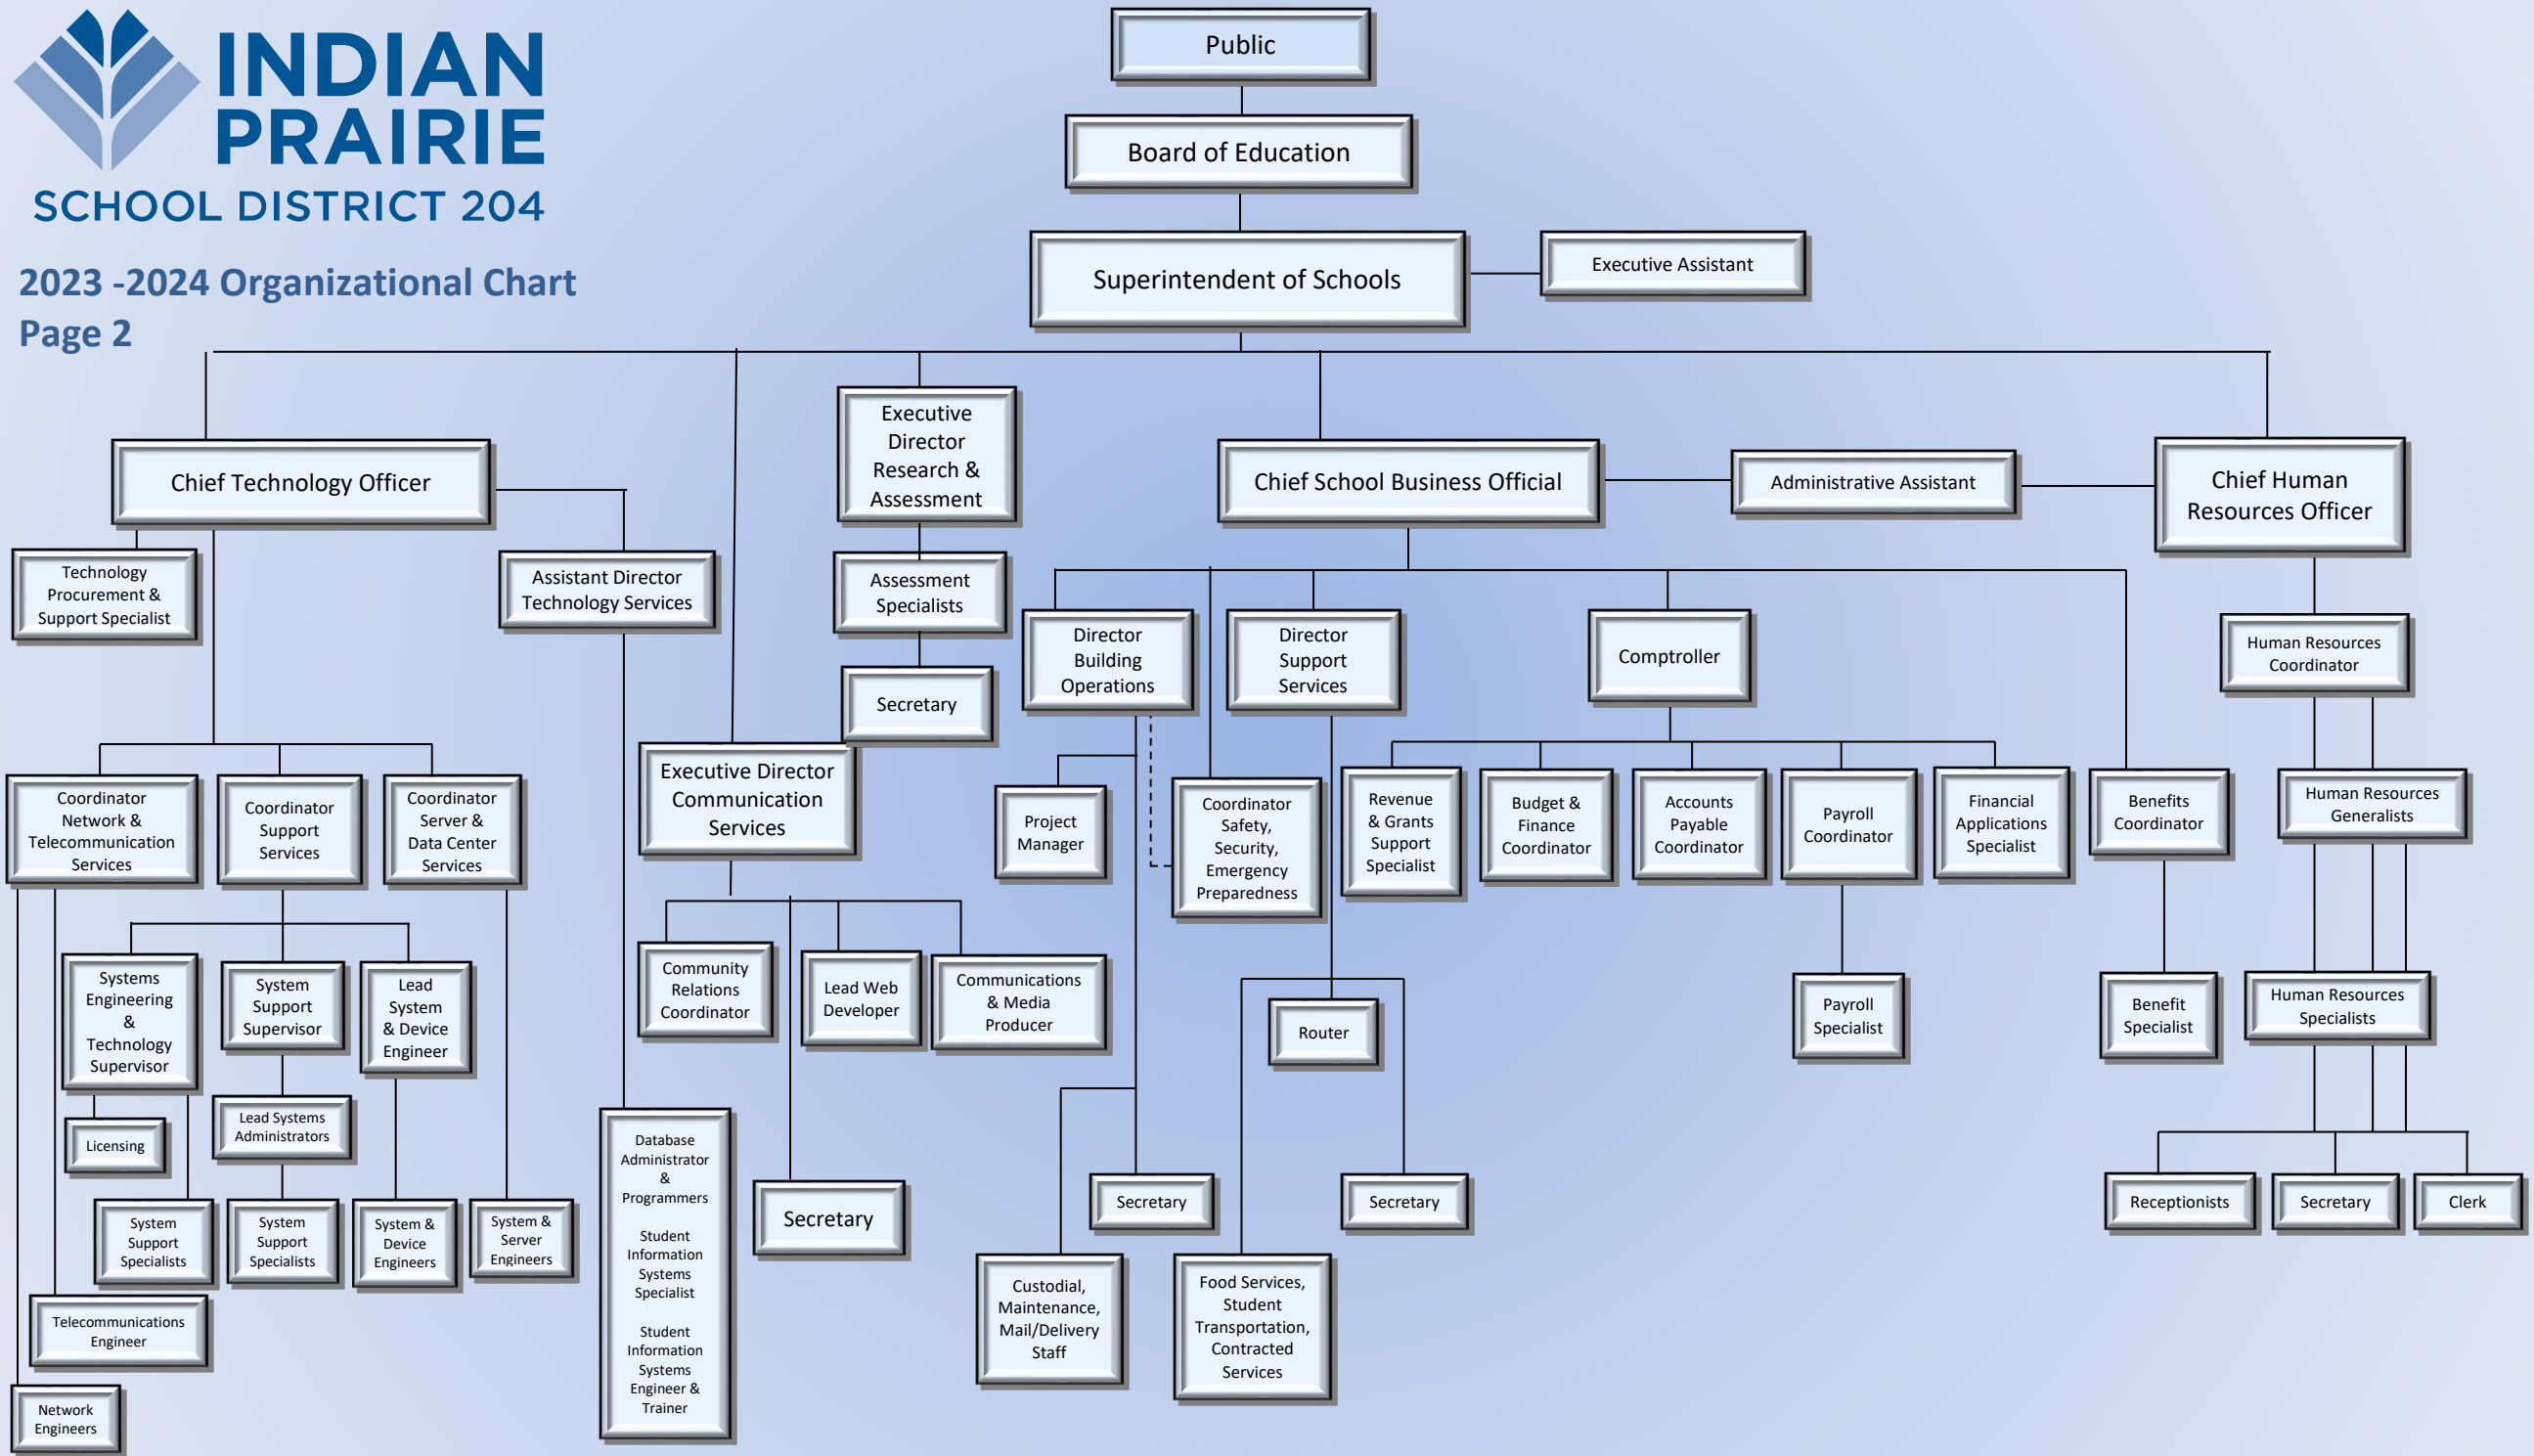 INDIAN
PRAIRIE
SCHOOL DISTRICT 204
2023 -2024 Organizational Chart
Page 2
Public
Board of Education
Superintendent of Schools
Executive Assistant
Chief Technology Officer
Executive
Director
Research &
Assessment
Chief School Business Official
Administrative Assistant
Chief Human
Resources Officer
Technology
Procurement &
Support Specialist
Assistant Director
Technology Services
Assessment
Specialists
Secretary
Director
Building
Operations
Director
Support
Services
Comptroller
Human Resources
Coordinator
Coordinator
Network &
Telecommunication
Services
Coordinator
Support
Services
Coordinator
Server &
Data Center
Services
Executive Director
Communication
Services
Project
Manager
Coordinator
Safety,
Security,
Emergency
Preparedness
Revenue
& Grants
Support
Specialist
Budget &
Finance
Coordinator
Accounts
Payable
Coordinator
Payroll
Coordinator
Financial
Applications
Specialist
Benefits
Coordinator
Human Resources
Generalists
Systems
Engineering
&
Technology
Supervisor
System
Support
Supervisor
Lead
System
& Device
Engineer
Community
Relations
Coordinator
Lead Web
Developer
Communications
& Media
Producer
Router
Payroll
Specialist
Benefit
Specialist
Human Resources
Specialists
Licensing
Lead Systems
Administrators
System
Support
Specialists
System
Support
Specialists
System &
Device
Engineers
System &
Server
Engineers
Database
Administrator
&
Programmers
Student
Information
Systems
Specialist
Student
Information
Systems
Engineer &
Trainer
Secretary
Secretary
Secretary
Receptionists
Secretary
Clerk
Custodial,
Maintenance,
Mail/Delivery
Staff
Food Services,
Student
Transportation,
Contracted
Services
Telecommunications
Engineer
Network
Engineers